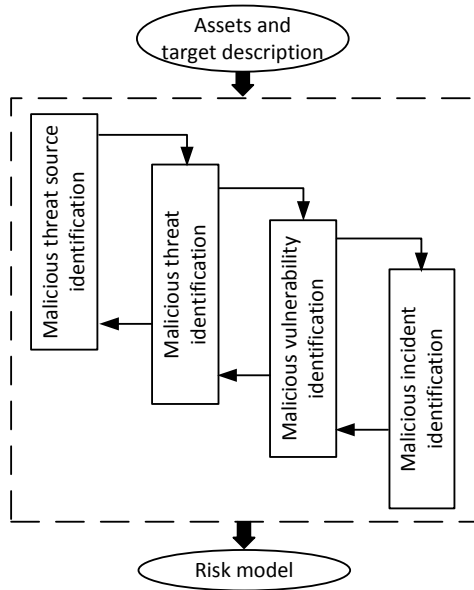 Assets and
target description
Malicious threat source
identification
Malicious threat
identification
Malicious vulnerability
identification
Malicious incident
identification
Risk model